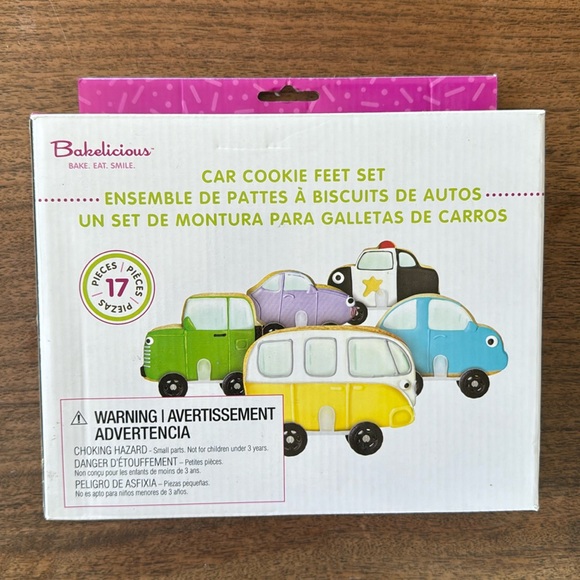 Bakelicious™
BAKE. EAT. SMILE.
CAR COOKIE FEET SET
ENSEMBLE DE PATTES À BISCUITS DE AUTOS
UN SET DE MONTURA PARA GALLETAS DE CARROS
PIECES / PIÈCES / PIEZAS
17
WARNING | AVERTISSEMENT
ADVERTENCIA
CHOKING HAZARD – Small parts. Not for children under 3 years.
DANGER D'ÉTOUFFEMENT – Petites pièces.
Non conçu pour les enfants de moins de 3 ans.
PELIGRO DE ASFIXIA – Piezas pequeñas.
No es apto para niños menores de 3 años.